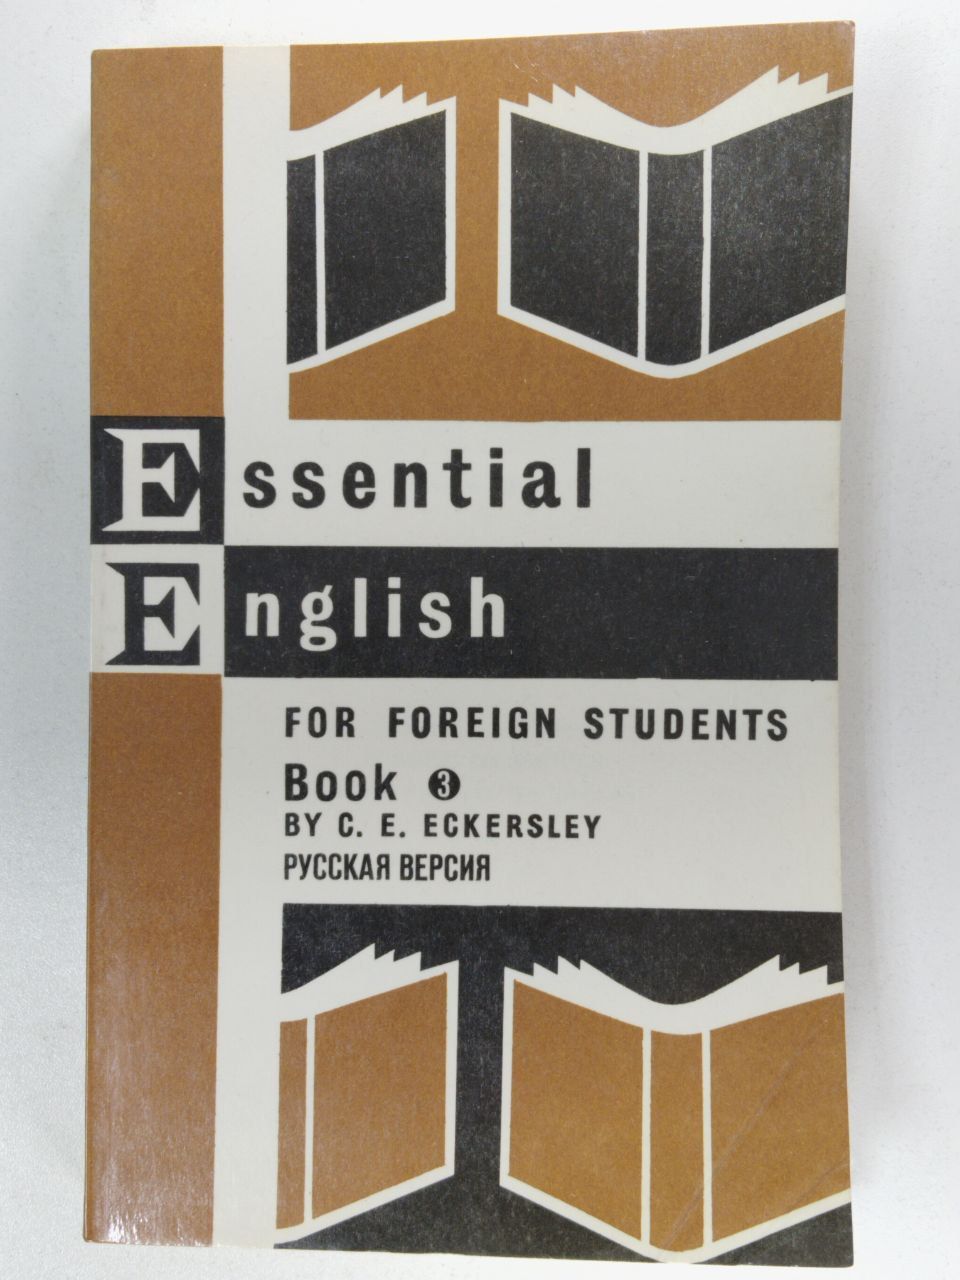 Essential
English
FOR FOREIGN STUDENTS
Book 3
BY C. E. ECKERSLEY
РУССКАЯ ВЕРСИЯ